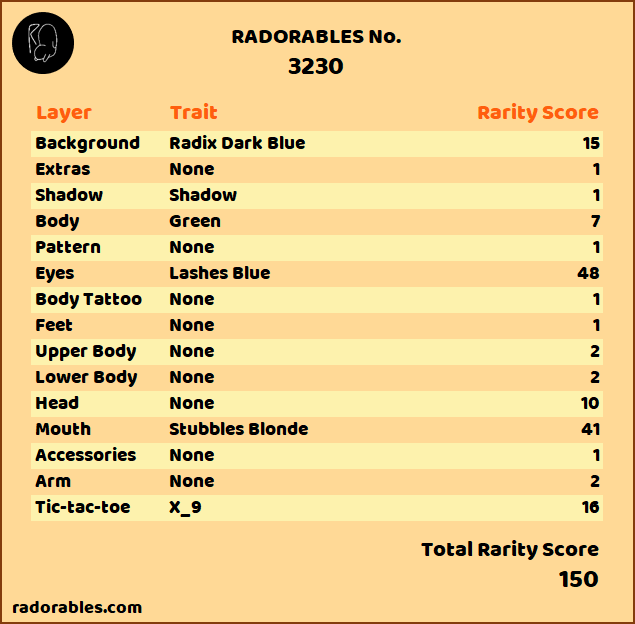 RADORABLES No.
3230
Layer Trait Rarity Score
Background Radix Dark Blue 15
Extras None 1
Shadow Shadow 1
Body Green 7
Pattern None 1
Eyes Lashes Blue 48
Body Tattoo None 1
Feet None 1
Upper Body None 2
Lower Body None 2
Head None 10
Mouth Stubbles Blonde 41
Accessories None 1
Arm None 2
Tic-tac-toe X_9 16
Total Rarity Score
150
radorables.com